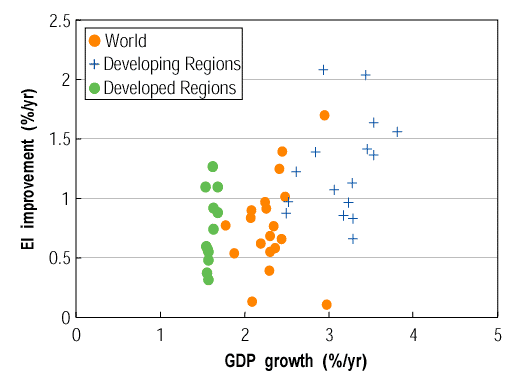 2.5
World
Developing Regions
Developed Regions
2
1.5
1
0.5
0
EI improvement (%/yr)
0 1 2 3 4 5
GDP growth (%/yr)